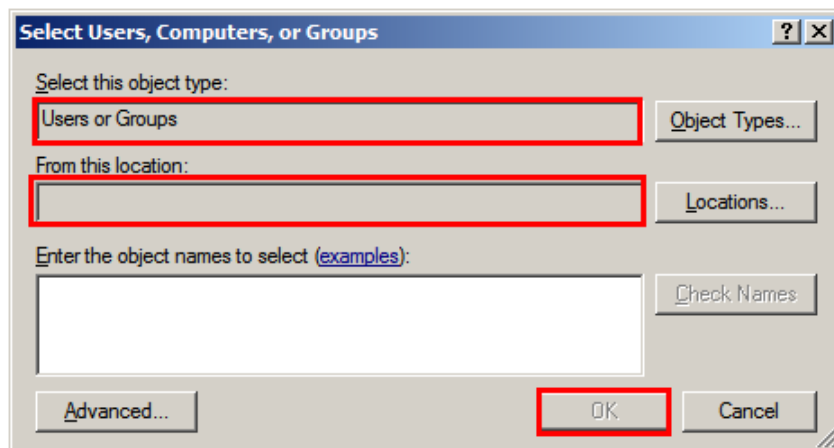 Select Users, Computers, or Groups
Select this object type:
Users or Groups
Object Types...
From this location:
Locations...
Enter the object names to select (examples):
Check Names
Advanced...
OK
Cancel